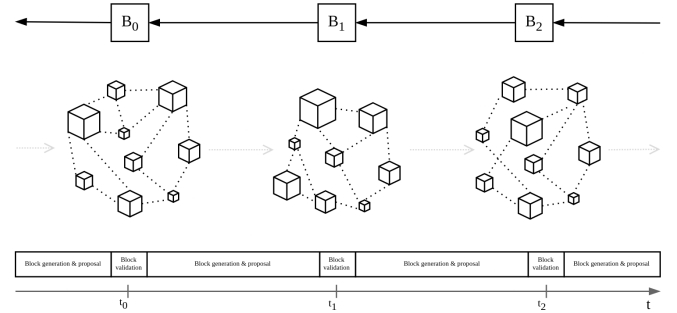 B0 B1 B2
Block generation & proposal Block Block generation & proposal Block Block generation & proposal Block Block generation & proposal
validation validation validation
t0 t1 t2 t